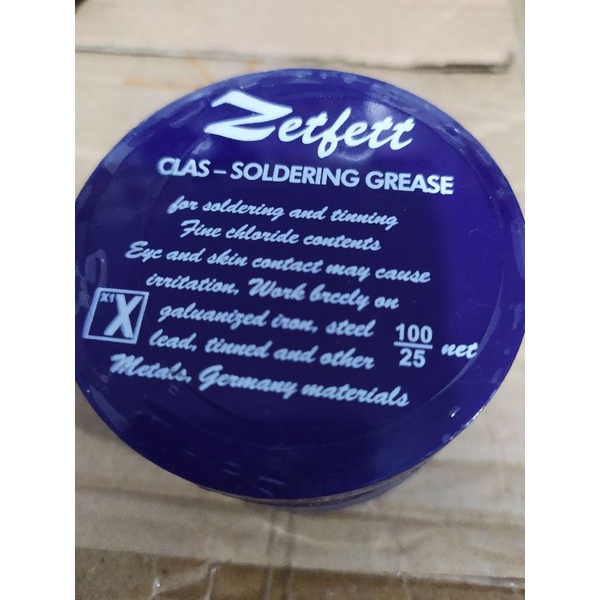 Zetfett
CLAS – SOLDERING GREASE
for soldering and tinning
Fine chloride contents
Eye and skin contact may cause
irritation, Work breely on
galuanized iron, steel
lead, tinned and other
Metals, Germany materials
X1
X
100
25 net